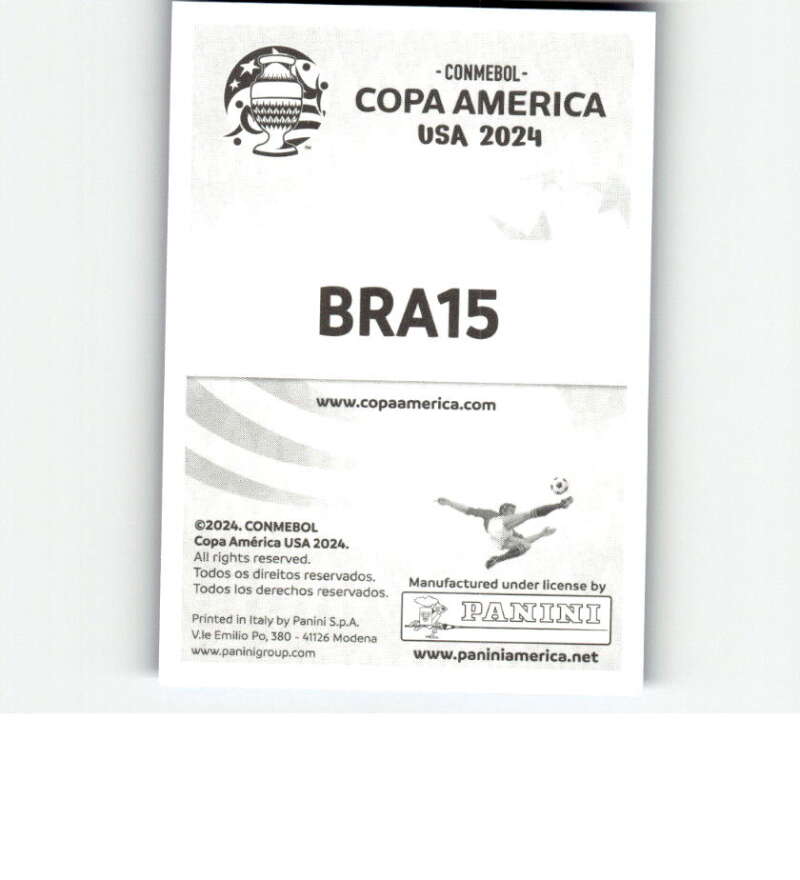 - CONMEBOL -
COPA AMERICA
USA 2024
TM
BRA15
www.copaamerica.com
©2024. CONMEBOL
Copa América USA 2024.
All rights reserved.
Todos os direitos reservados.
Todos los derechos reservados.
Printed in Italy by Panini S.p.A.
V.le Emilio Po, 380 - 41126 Modena
www.paninigroup.com
Manufactured under license by
PANINI
www.paniniamerica.net